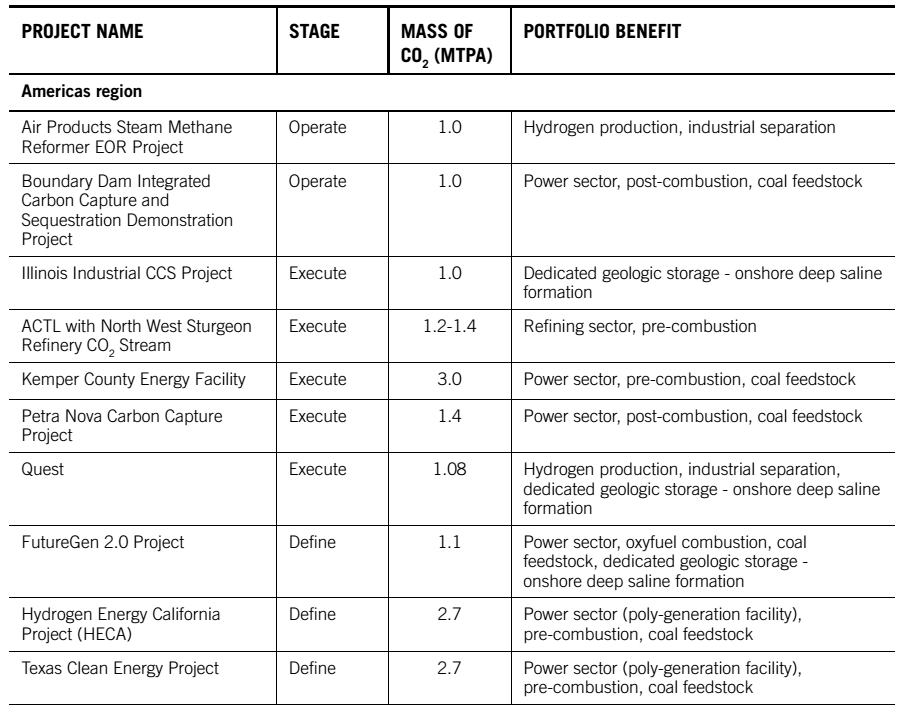 PROJECT NAME STAGE MASS OF CO₂ (MTPA) PORTFOLIO BENEFIT
Americas region
Air Products Steam Methane Operate 1.0 Hydrogen production, industrial separation
Reformer EOR Project
Boundary Dam Integrated Operate 1.0 Power sector, post-combustion, coal feedstock
Carbon Capture and
Sequestration Demonstration
Project
Illinois Industrial CCS Project Execute 1.0 Dedicated geologic storage - onshore deep saline
formation
ACTL with North West Sturgeon Execute 1.2-1.4 Refining sector, pre-combustion
Refinery CO₂ Stream
Kemper County Energy Facility Execute 3.0 Power sector, pre-combustion, coal feedstock
Petra Nova Carbon Capture Execute 1.4 Power sector, post-combustion, coal feedstock
Project
Quest Execute 1.08 Hydrogen production, industrial separation,
dedicated geologic storage - onshore deep saline
formation
FutureGen 2.0 Project Define 1.1 Power sector, oxyfuel combustion, coal
feedstock, dedicated geologic storage -
onshore deep saline formation
Hydrogen Energy California Define 2.7 Power sector (poly-generation facility),
Project (HECA) pre-combustion, coal feedstock
Texas Clean Energy Project Define 2.7 Power sector (poly-generation facility),
pre-combustion, coal feedstock